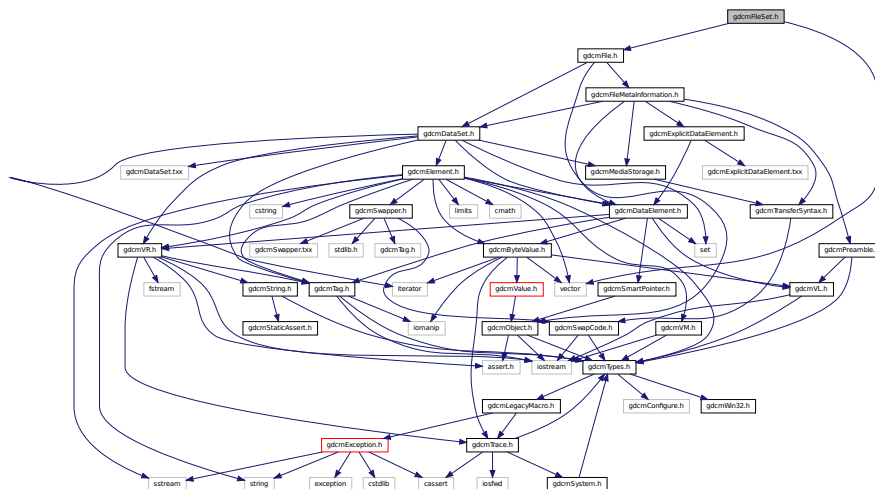 gdcmFileSet.h
gdcmFile.h
gdcmFileMetaInformation.h
gdcmDataSet.h
gdcmExplicitDataElement.h
gdcmDataSet.txx
gdcmElement.h
gdcmMediaStorage.h
gdcmExplicitDataElement.txx
cstring
gdcmSwapper.h
limits
cmath
gdcmDataElement.h
gdcmTransferSyntax.h
gdcmVR.h
gdcmSwapper.txx
stdlib.h
gdcmTag.h
gdcmByteValue.h
set
gdcmPreamble.h
fstream
gdcmString.h
gdcmTag.h
iterator
gdcmValue.h
vector
gdcmSmartPointer.h
gdcmVL.h
gdcmStaticAssert.h
iomanip
gdcmObject.h
gdcmSwapCode.h
gdcmVM.h
assert.h
iostream
gdcmTypes.h
gdcmLegacyMacro.h
gdcmConfigure.h
gdcmWin32.h
gdcmException.h
gdcmTrace.h
sstream
string
exception
cstdlib
cassert
iosfwd
gdcmSystem.h